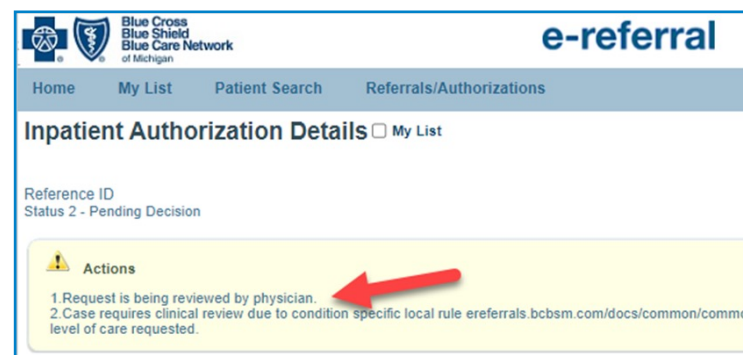 Blue Cross
Blue Shield
Blue Care Network
of Michigan
e-referral
Home My List Patient Search Referrals/Authorizations
Inpatient Authorization Details My List
Reference ID
Status 2 - Pending Decision
Actions
1.Request is being reviewed by physician.
2.Case requires clinical review due to condition specific local rule ereferrals.bcbsm.com/docs/common/commo
level of care requested.